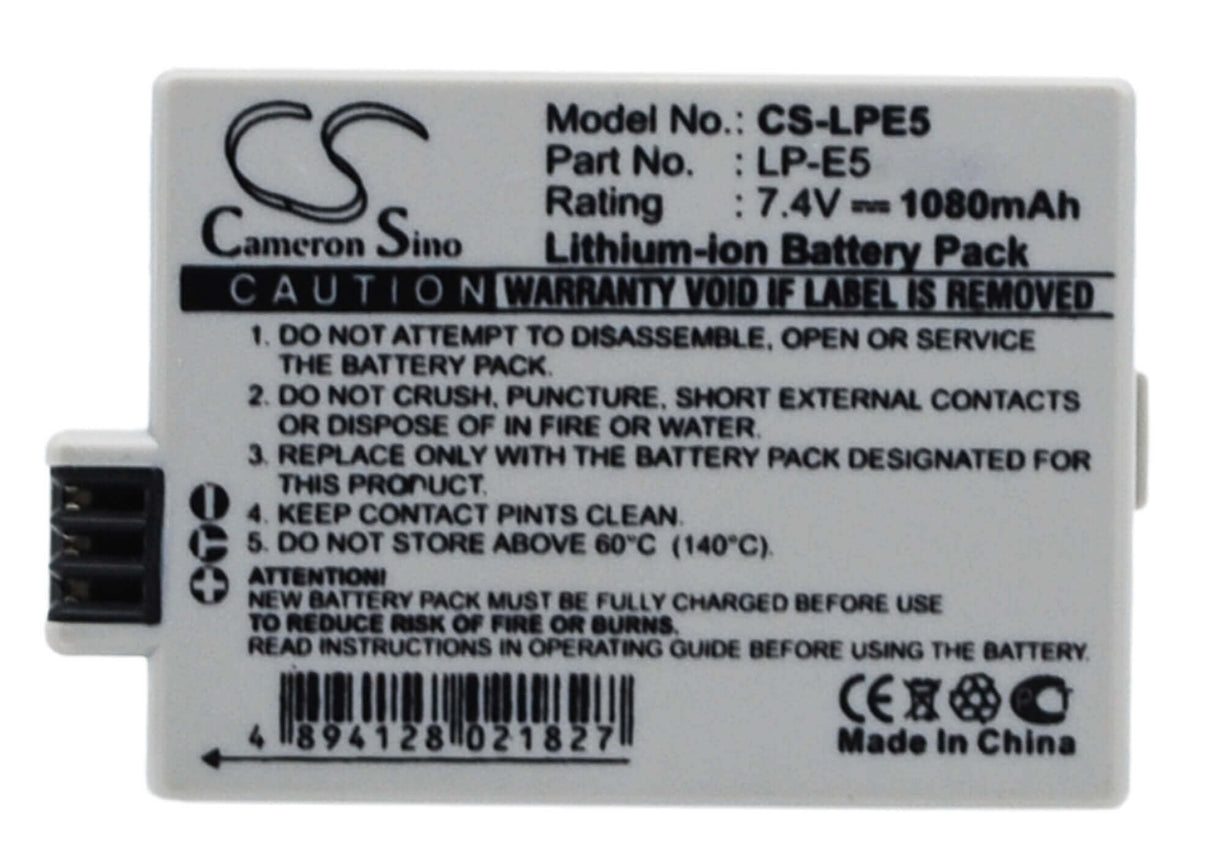 CS
Cameron Sino
Model No.: CS-LPE5
Part No. : LP-E5
Rating : 7.4V ⎓ 1080mAh
Lithium-ion Battery Pack
CAUTION WARRANTY VOID IF LABEL IS REMOVED
1. DO NOT ATTEMPT TO DISASSEMBLE, OPEN OR SERVICE
THE BATTERY PACK.
2. DO NOT CRUSH, PUNCTURE, SHORT EXTERNAL CONTACTS
OR DISPOSE OF IN FIRE OR WATER.
3. REPLACE ONLY WITH THE BATTERY PACK DESIGNATED FOR
THIS PRODUCT.
4. KEEP CONTACT PINTS CLEAN.
5. DO NOT STORE ABOVE 60°C (140°C).
ATTENTION!
NEW BATTERY PACK MUST BE FULLY CHARGED BEFORE USE
TO REDUCE RISK OF FIRE OR BURNS.
READ INSTRUCTIONS IN OPERATING GUIDE BEFORE USING THE BATTERY.
4 894128 021827
CE
Made In China